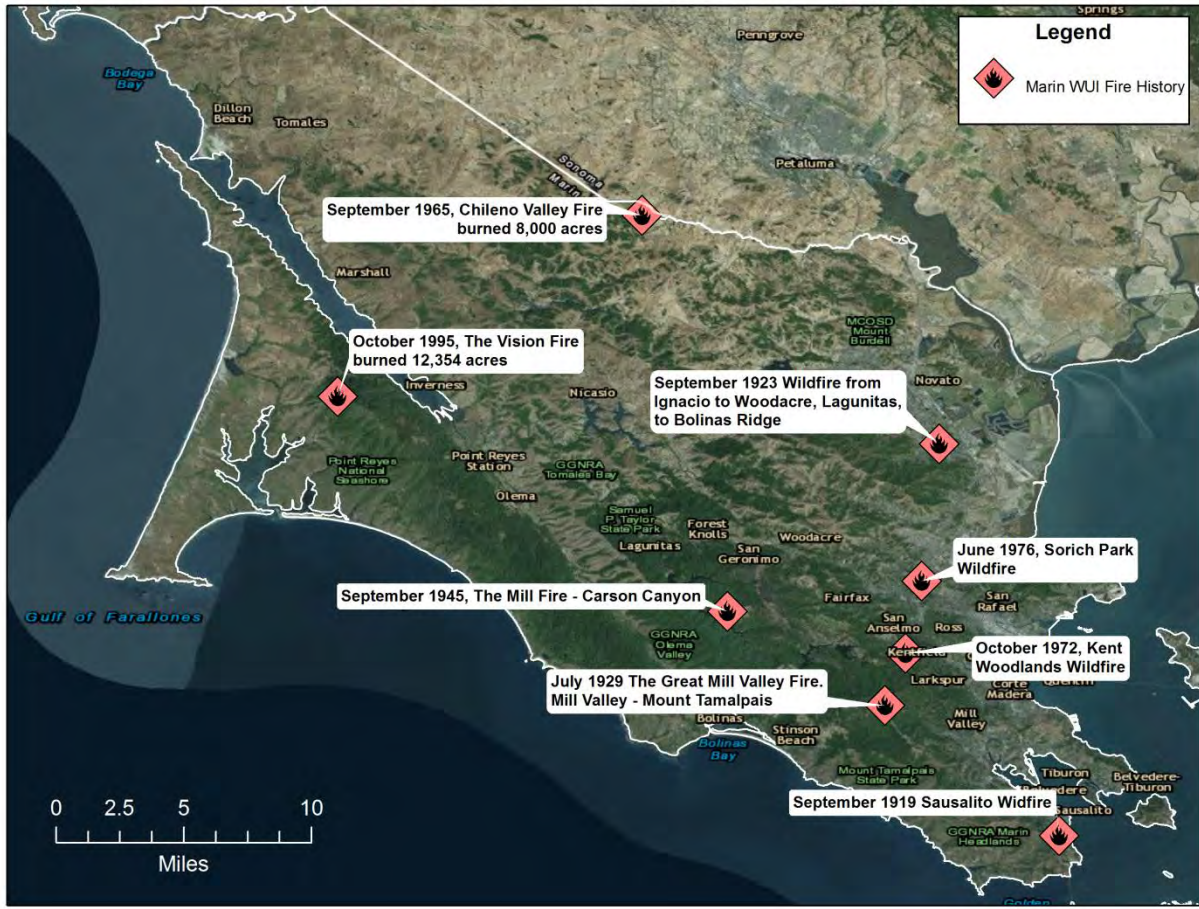 Springs
Penngrove
Legend
Marin WUI Fire History
Bodega
Bay
Dillon
Beach
Tomales
Petaluma
Sonoma
Marin
September 1965, Chileno Valley Fire
burned 8,000 acres
Marshall
MCOSD
Mount
Burdell
October 1995, The Vision Fire
burned 12,354 acres
Inverness
Nicasio
Novato
September 1923 Wildfire from
Ignacio to Woodacre, Lagunitas,
to Bolinas Ridge
Point Reyes
National
Seashore
Point Reyes
Station
GGNRA
Tomales Bay
Olema
Samuel
P. Taylor
State Park
Forest
Knolls
Lagunitas
San
Geronimo
Woodacre
June 1976, Sorich Park
Wildfire
Fairfax
San
Rafael
September 1945, The Mill Fire - Carson Canyon
San
Anselmo
Ross
Gulf of Farallones
GGNRA
Olema
Valley
Kentfield
October 1972, Kent
Woodlands Wildfire
July 1929 The Great Mill Valley Fire.
Mill Valley - Mount Tamalpais
Larkspur
Corte
Madera
Quentin
Bolinas
Stinson
Beach
Mill
Valley
Bolinas
Bay
Mount Tamalpais
State Park
Tiburon
Belvedere
Belvedere-
Tiburon
September 1919 Sausalito Widfire
Sausalito
GGNRA Marin
Headlands
0 2.5 5 10
Miles
Golden